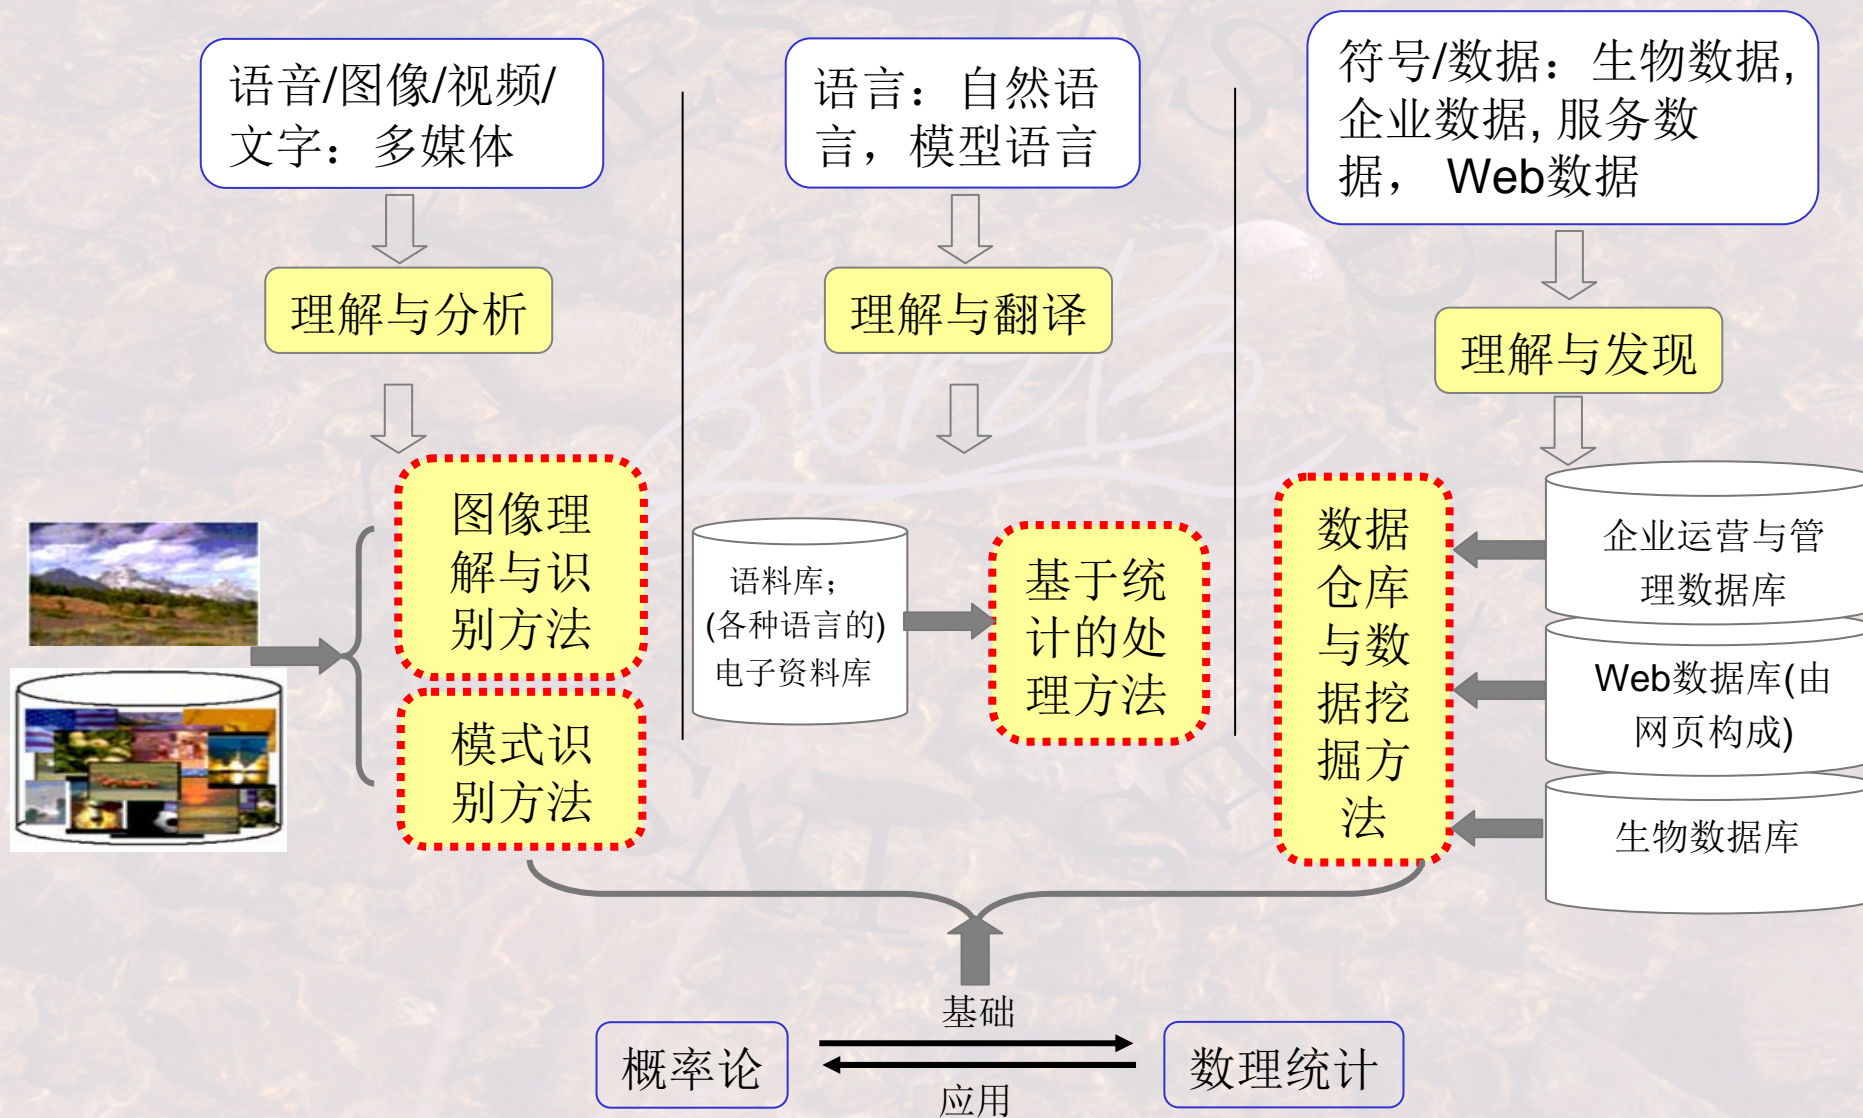 语音/图像/视频/
文字：多媒体
理解与分析
图像理
解与识
别方法
模式识
别方法
语言：自然语
言，模型语言
理解与翻译
语料库；
(各种语言的)
电子资料库
基于统
计的处
理方法
符号/数据：生物数据,
企业数据, 服务数
据， Web数据
理解与发现
数据
仓库
与数
据挖
掘方
法
企业运营与管
理数据库
Web数据库(由
网页构成)
生物数据库
基础
概率论
数理统计
应用